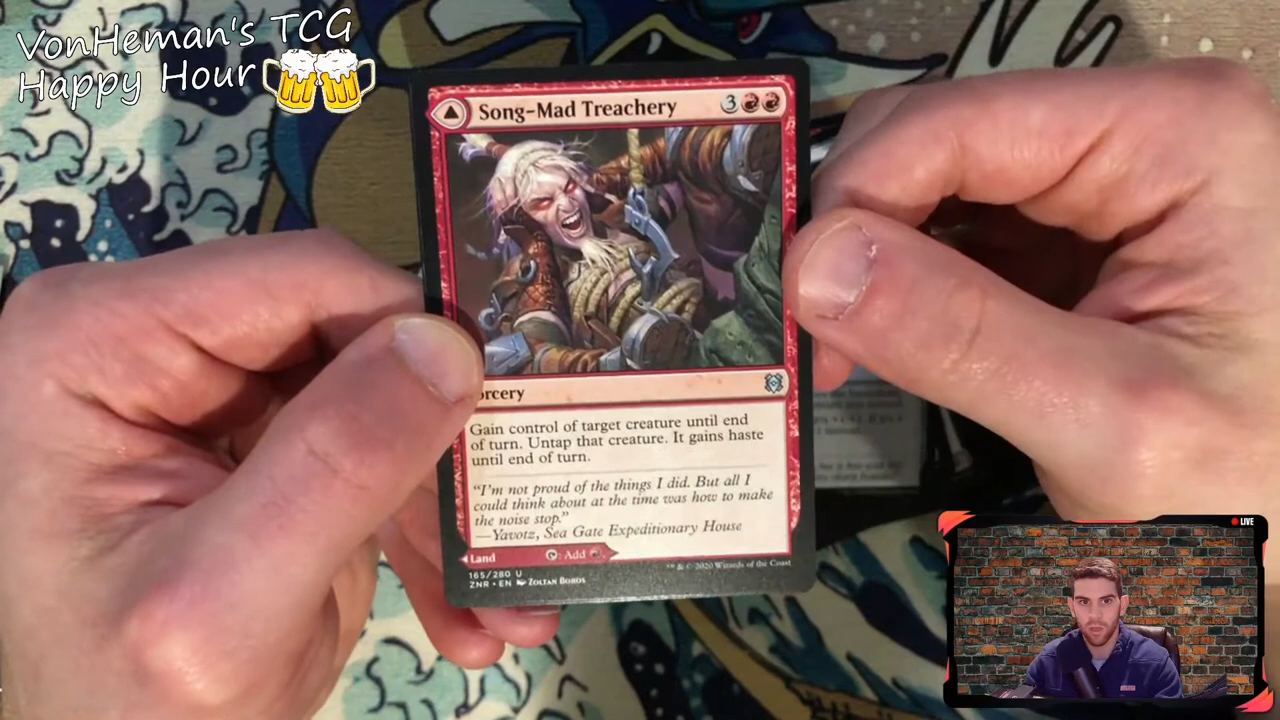 VonHeman's TCG
Happy Hour
Song-Mad Treachery
3
orcery
Gain control of target creature until end
of turn. Untap that creature. It gains haste
until end of turn.
"I'm not proud of the things I did. But all I
could think about at the time was how to make
the noise stop."
—Yavotz, Sea Gate Expeditionary House
Land
: Add
165/280 U
ZNR • EN Zoltan Boros
™ & © 2020 Wizards of the Coast
LIVE